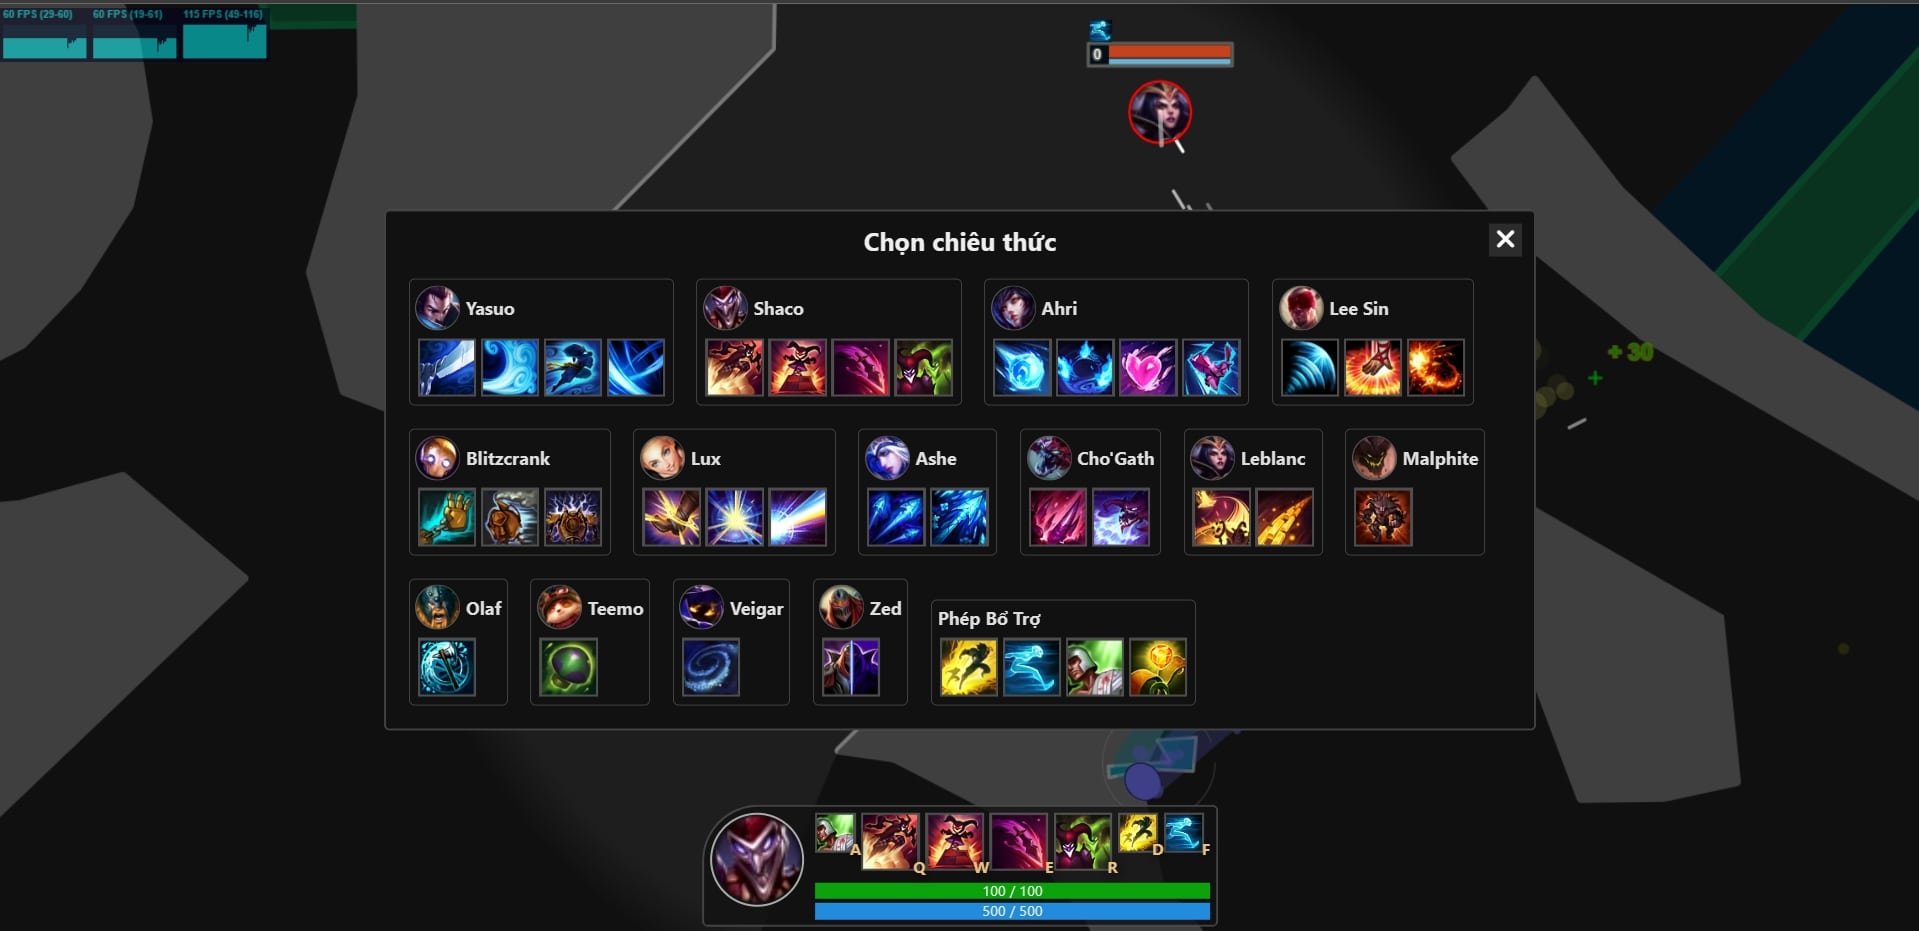 60 FPS (29-60) 60 FPS (19-61) 115 FPS (49-116)
0
Chọn chiêu thức
Yasuo Shaco Ahri Lee Sin
+ 30
Blitzcrank Lux Ashe Cho'Gath Leblanc Malphite
Olaf Teemo Veigar Zed Phép Bổ Trợ
A Q W E R D F
100 / 100
500 / 500